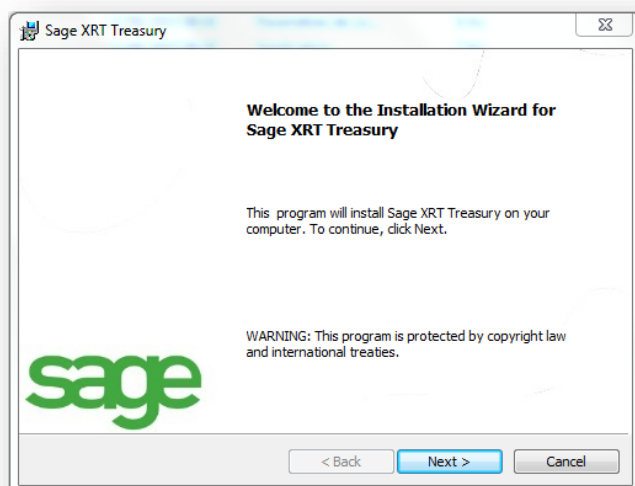 Sage XRT Treasury
Welcome to the Installation Wizard for
Sage XRT Treasury
This program will install Sage XRT Treasury on your
computer. To continue, click Next.
WARNING: This program is protected by copyright law
and international treaties.
sage
< Back
Next >
Cancel